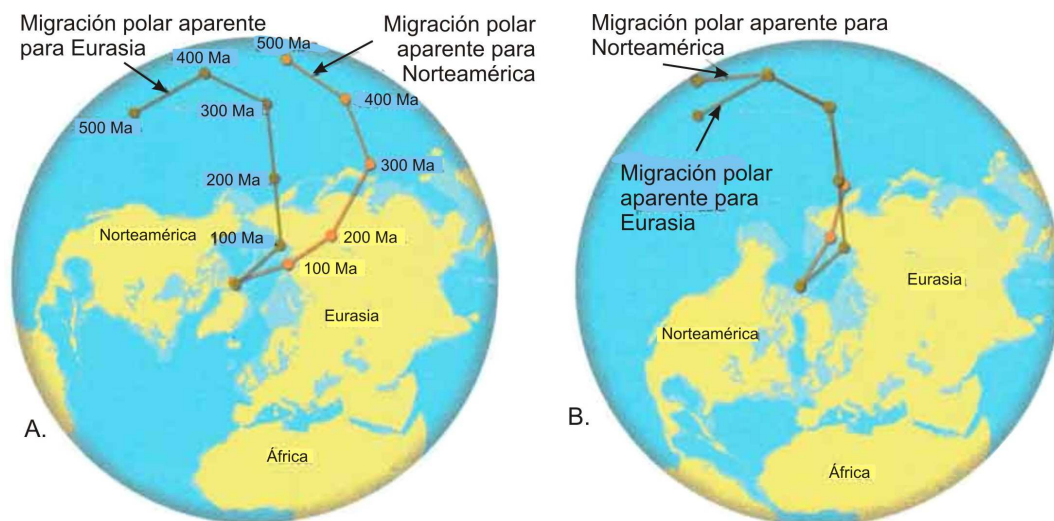 Migración polar aparente
para Eurasia
400 Ma
500 Ma
Migración polar
aparente para
Norteamérica
400 Ma
500 Ma
300 Ma
300 Ma
200 Ma
Norteamérica
100 Ma
200 Ma
100 Ma
Eurasia
A.
África
Migración polar aparente para
Norteamérica
Migración polar
aparente para
Eurasia
Eurasia
Norteamérica
B.
África